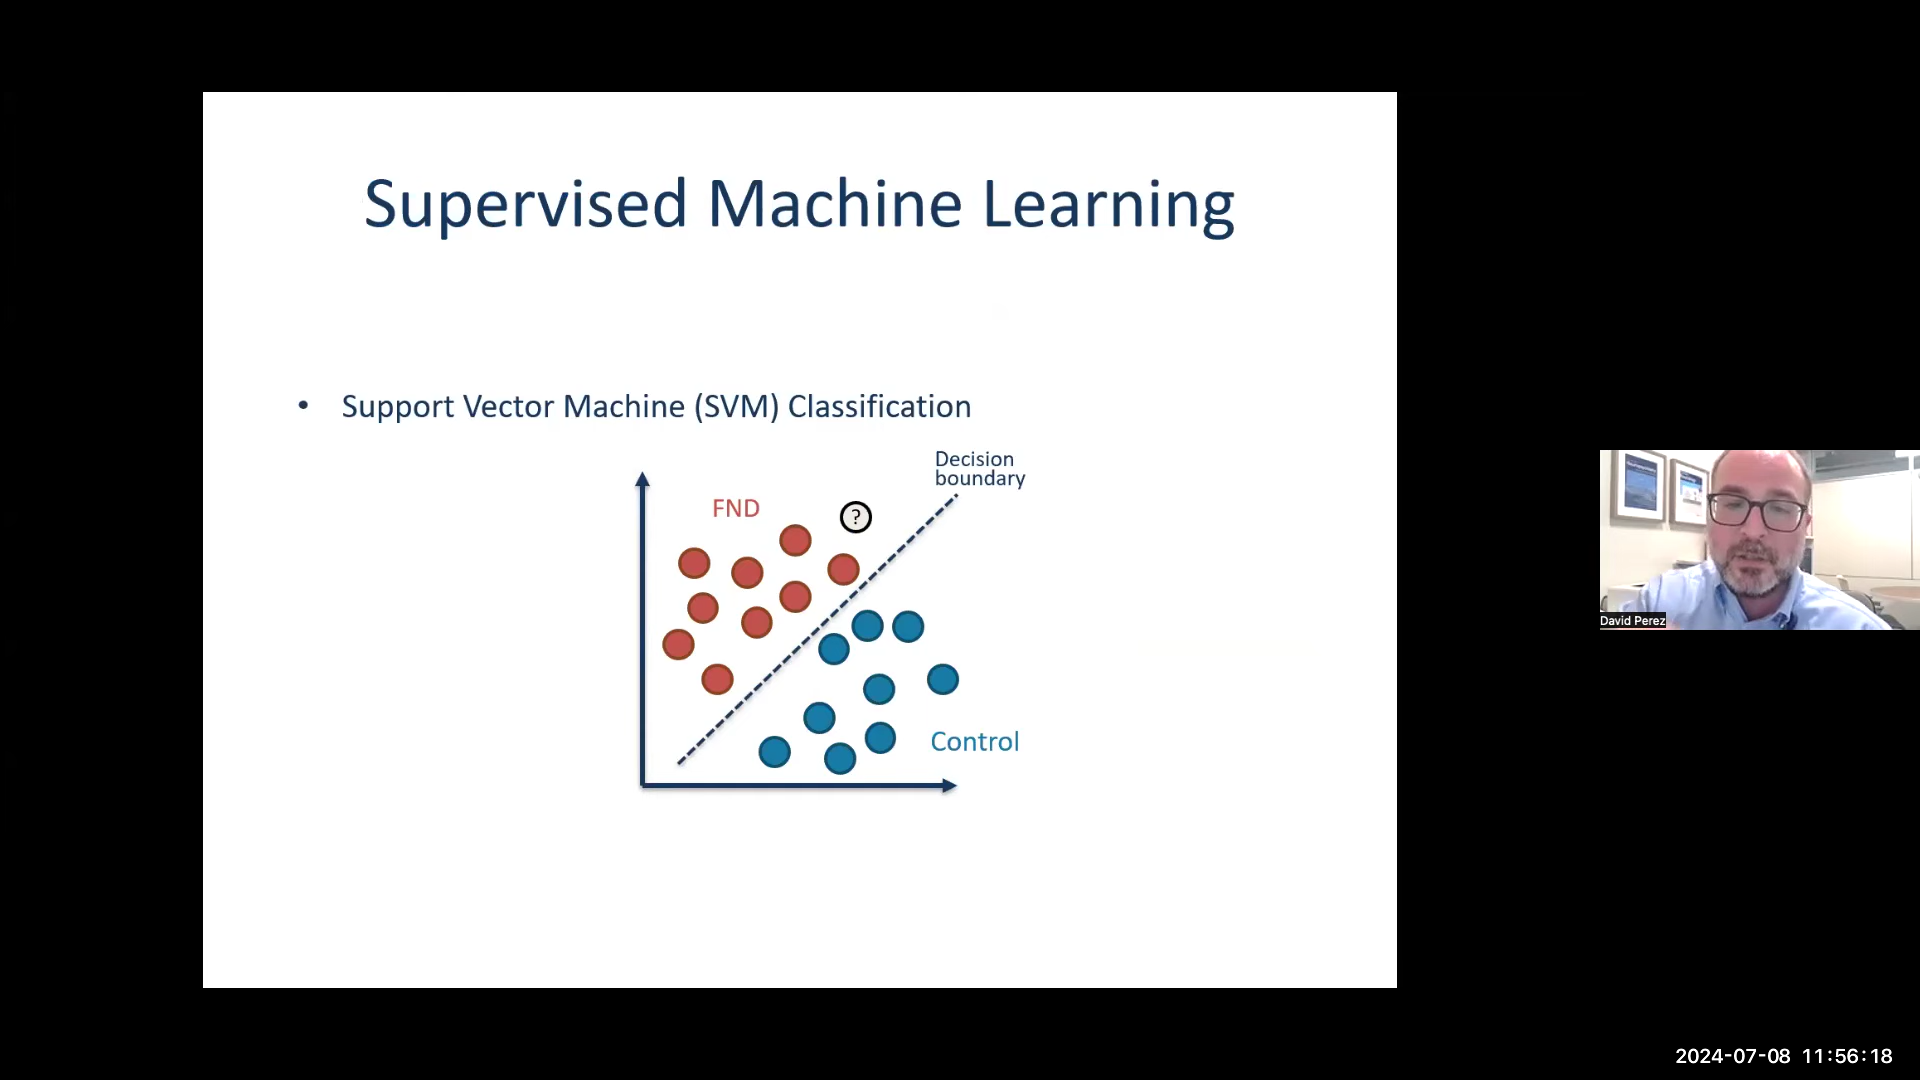 Supervised Machine Learning
• Support Vector Machine (SVM) Classification
Decision
boundary
FND
?
Control
David Perez
2024-07-08 11:56:18